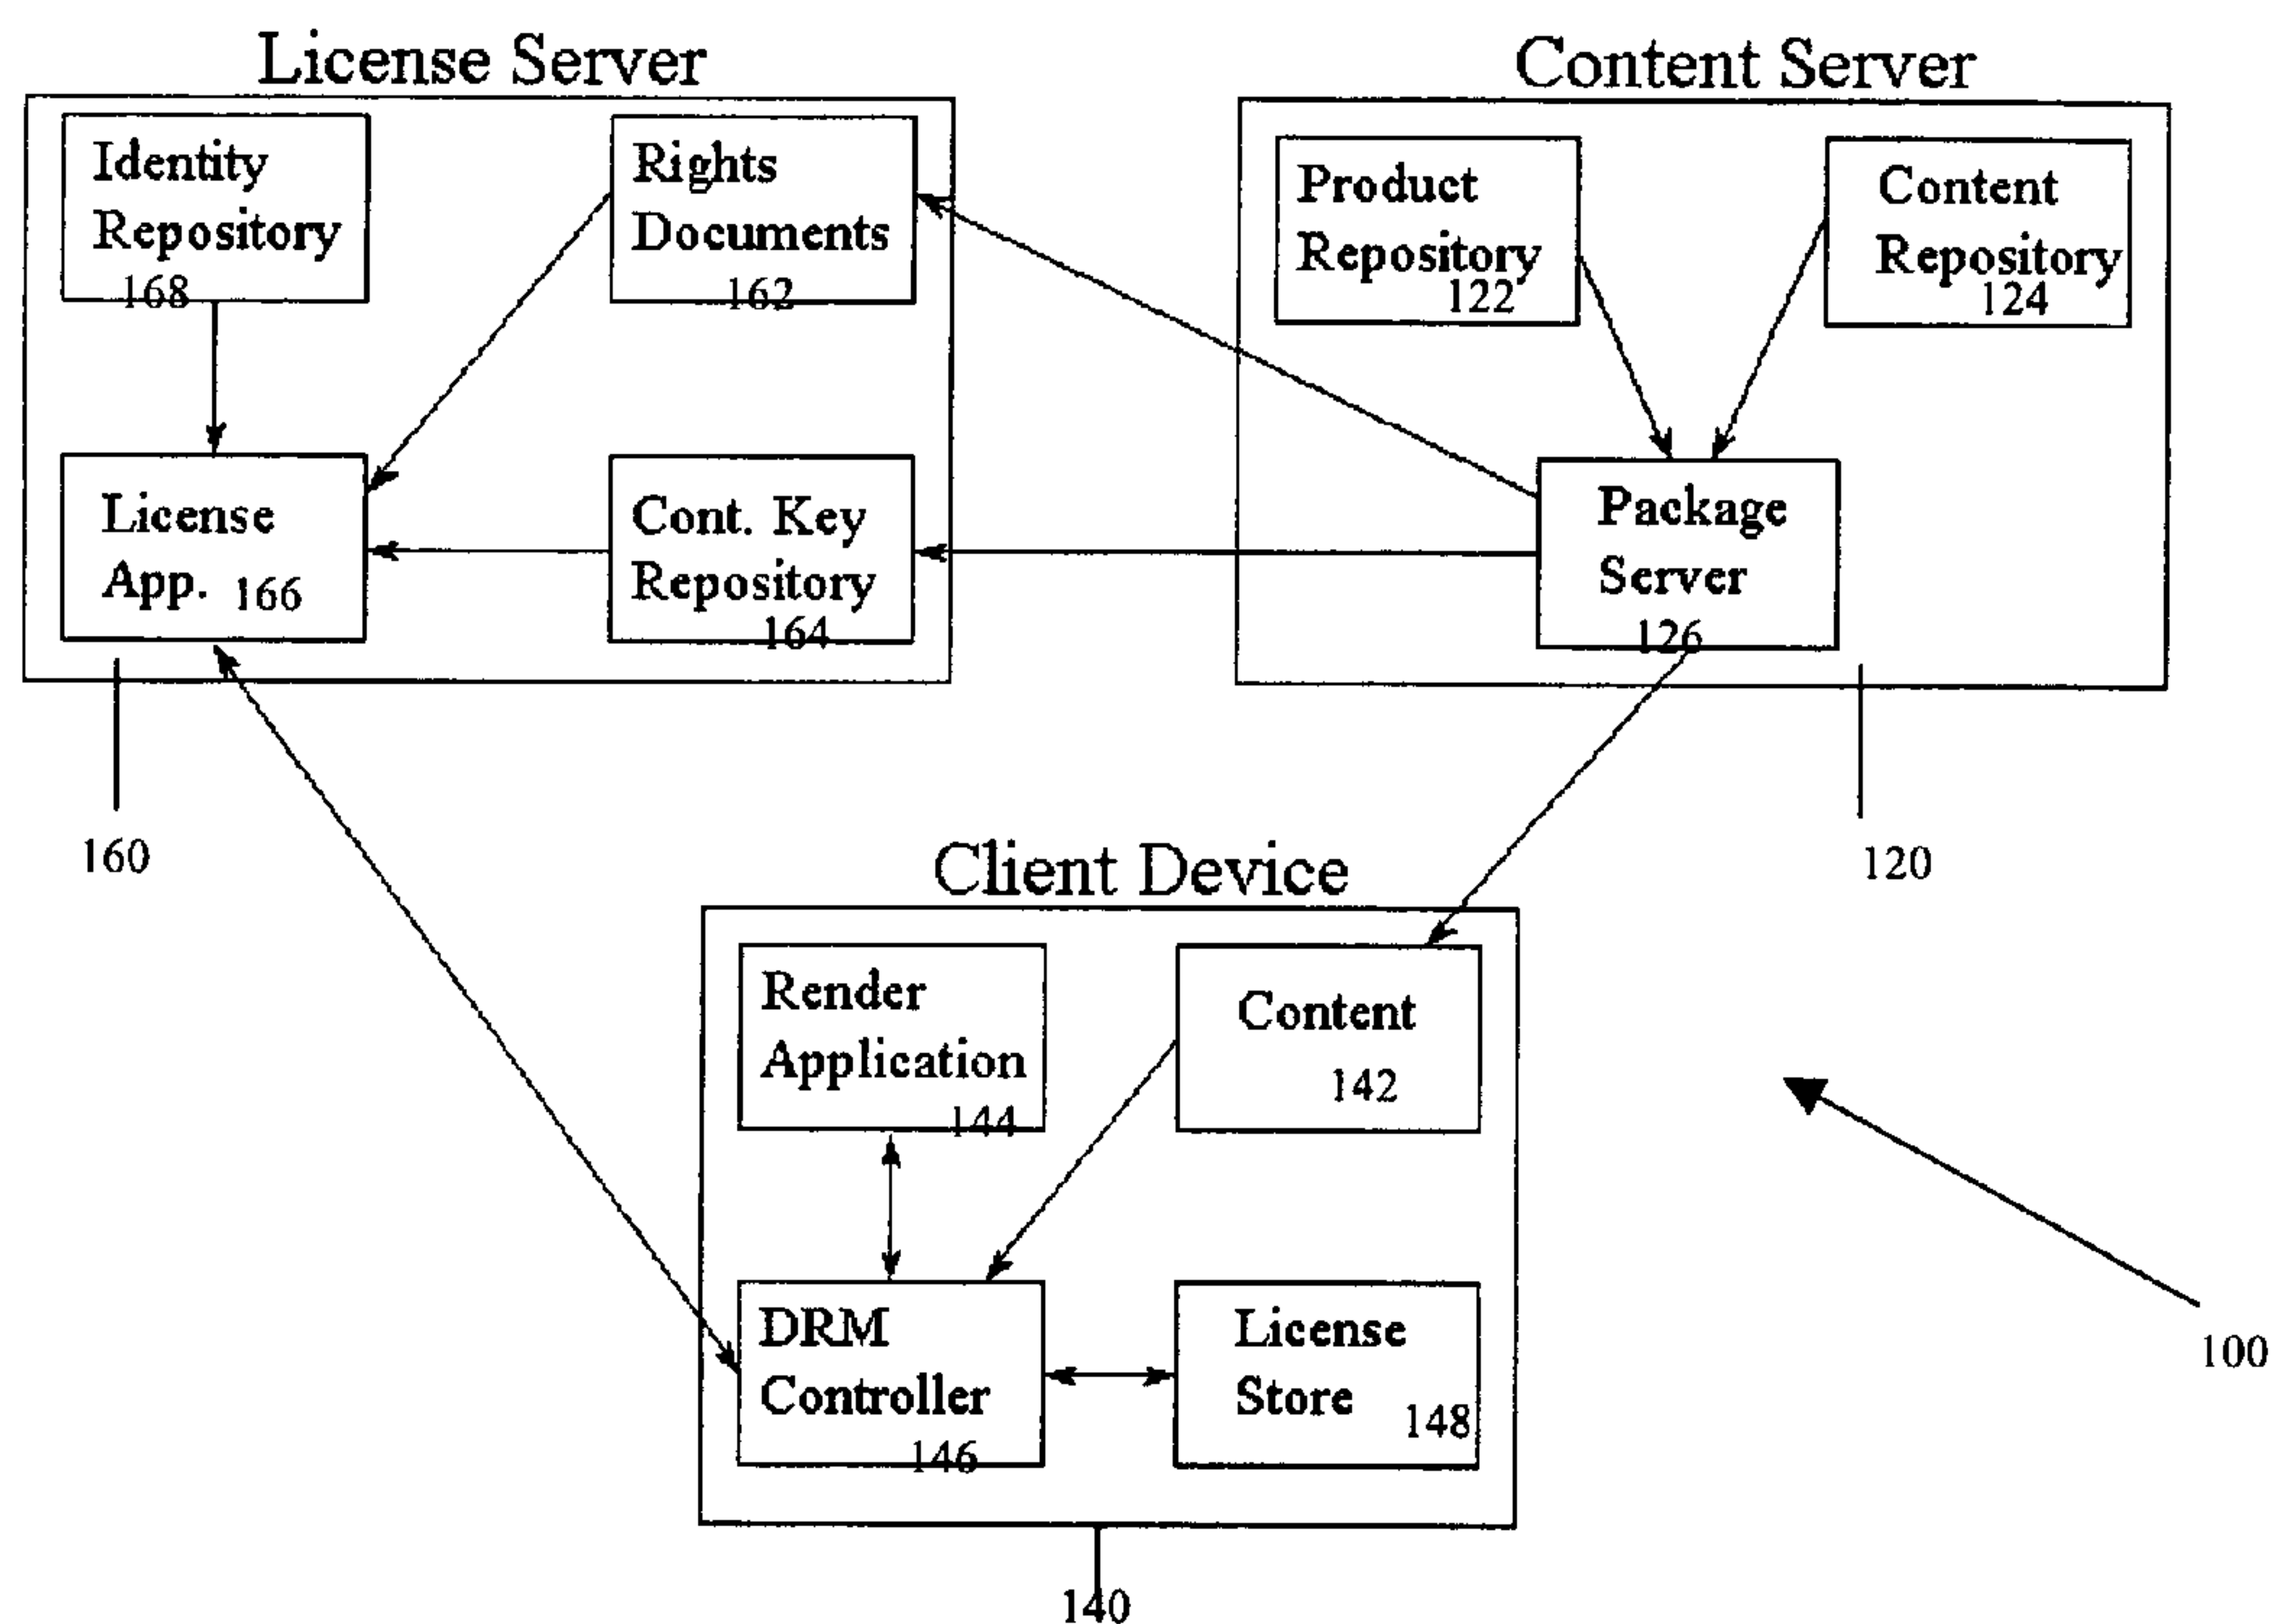 License Server
Identity
Repository
168
Rights
Documents
162
License
App. 166
Cont. Key
Repository
164
160
Content Server
Product
Repository
122
Content
Repository
124
Package
Server
126
120
Client Device
Render
Application
144
Content
142
DRM
Controller
146
License
Store 148
140
100